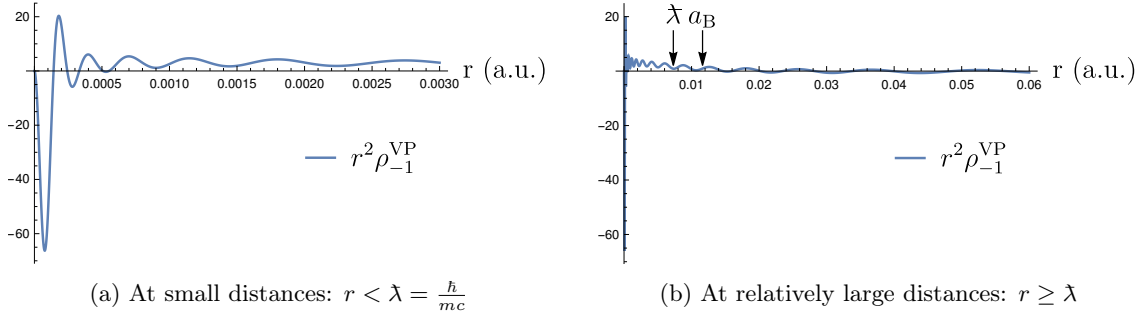 20
−20
−40
−60
0.0005 0.0010 0.0015 0.0020 0.0025 0.0030
r (a.u.)
r²ρ₋₁^VP
(a) At small distances: r < ƛ = ħ/mc
20
−20
−40
−60
ƛ a_B
0.01 0.02 0.03 0.04 0.05 0.06
r (a.u.)
r²ρ₋₁^VP
(b) At relatively large distances: r ≥ ƛ